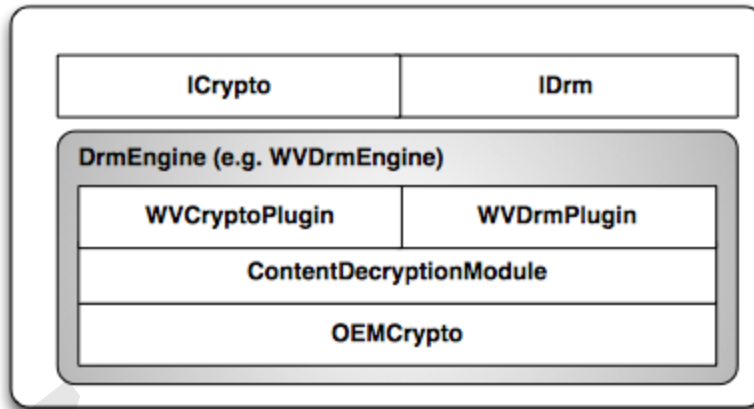 ICrypto IDrm
DrmEngine (e.g. WVDrmEngine)
WVCryptoPlugin WVDrmPlugin
ContentDecryptionModule
OEMCrypto